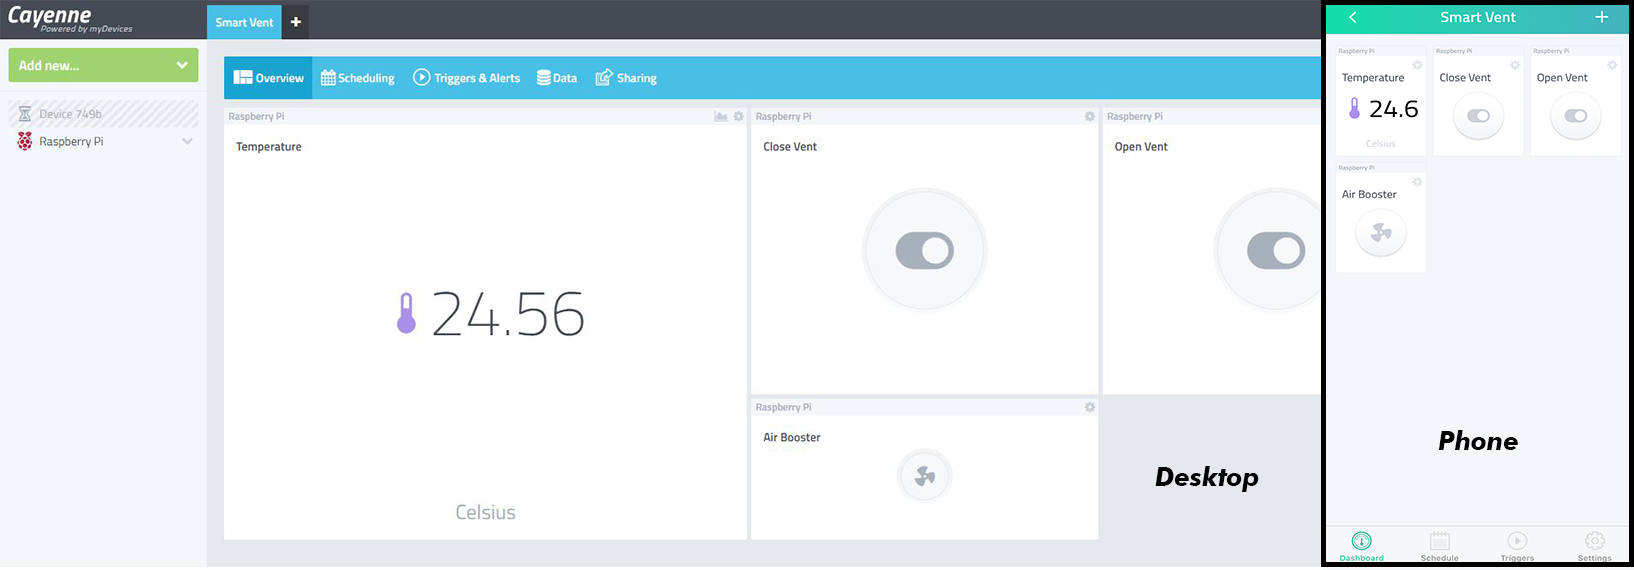 Cayenne
Powered by myDevices
Smart Vent +
Add new...
Device 749b
Raspberry Pi
Overview Scheduling Triggers & Alerts Data Sharing
Raspberry Pi
Temperature
24.56
Celsius
Raspberry Pi
Close Vent
Raspberry Pi
Open Vent
Raspberry Pi
Air Booster
Desktop
Smart Vent
Raspberry Pi
Temperature
24.6
Celsius
Raspberry Pi
Close Vent
Raspberry Pi
Open Vent
Raspberry Pi
Air Booster
Phone
Dashboard Schedule Triggers Settings